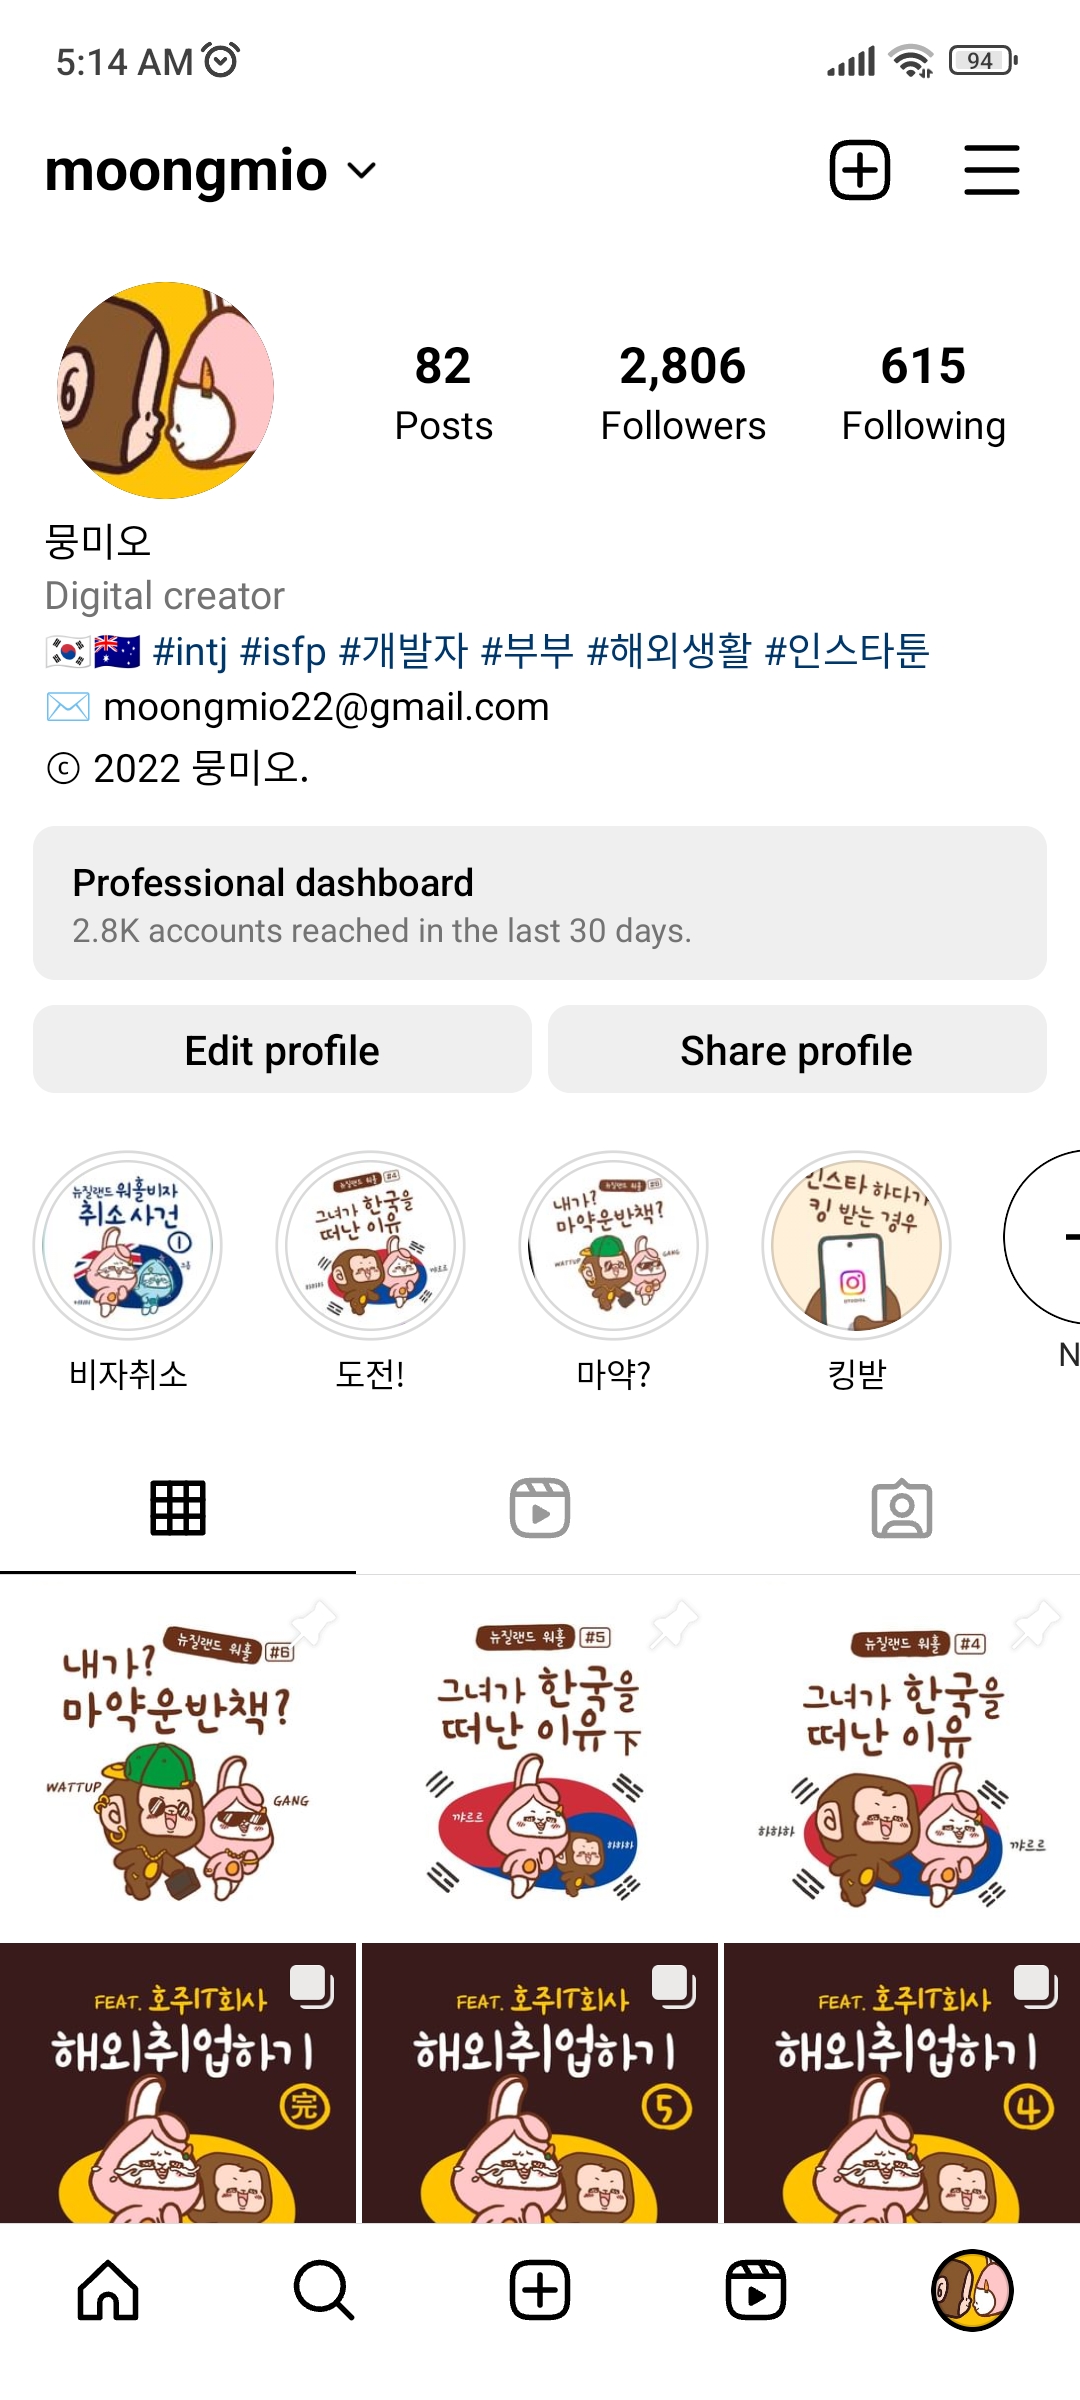 5:14 AM
94
moongmio
82
2,806
615
Posts
Followers
Following
뭉미오
Digital creator
🇰🇷🇦🇺 #intj #isfp #개발자 #부부 #해외생활 #인스타툰
✉️ moongmio22@gmail.com
ⓒ 2022 뭉미오.
Professional dashboard
2.8K accounts reached in the last 30 days.
Edit profile
Share profile
뉴질랜드 워홀비자
취소사건
①
뉴질랜드 워홀 #4
그녀가 한국을
떠난 이유
뉴질랜드 워홀 #6
내가?
마약운반책?
WATTUP
GANG
인스타 하다가
킹 받는 경우
비자취소
도전!
마약?
킹받
N
뉴질랜드 워홀 #6
내가?
마약운반책?
WATTUP
GANG
뉴질랜드 워홀 #5
그녀가 한국을
떠난 이유 下
꺄르르
하하하
뉴질랜드 워홀 #4
그녀가 한국을
떠난 이유
하하하
꺄르르
FEAT. 호주IT회사
해외취업하기
完
FEAT. 호주IT회사
해외취업하기
5
FEAT. 호주IT회사
해외취업하기
4